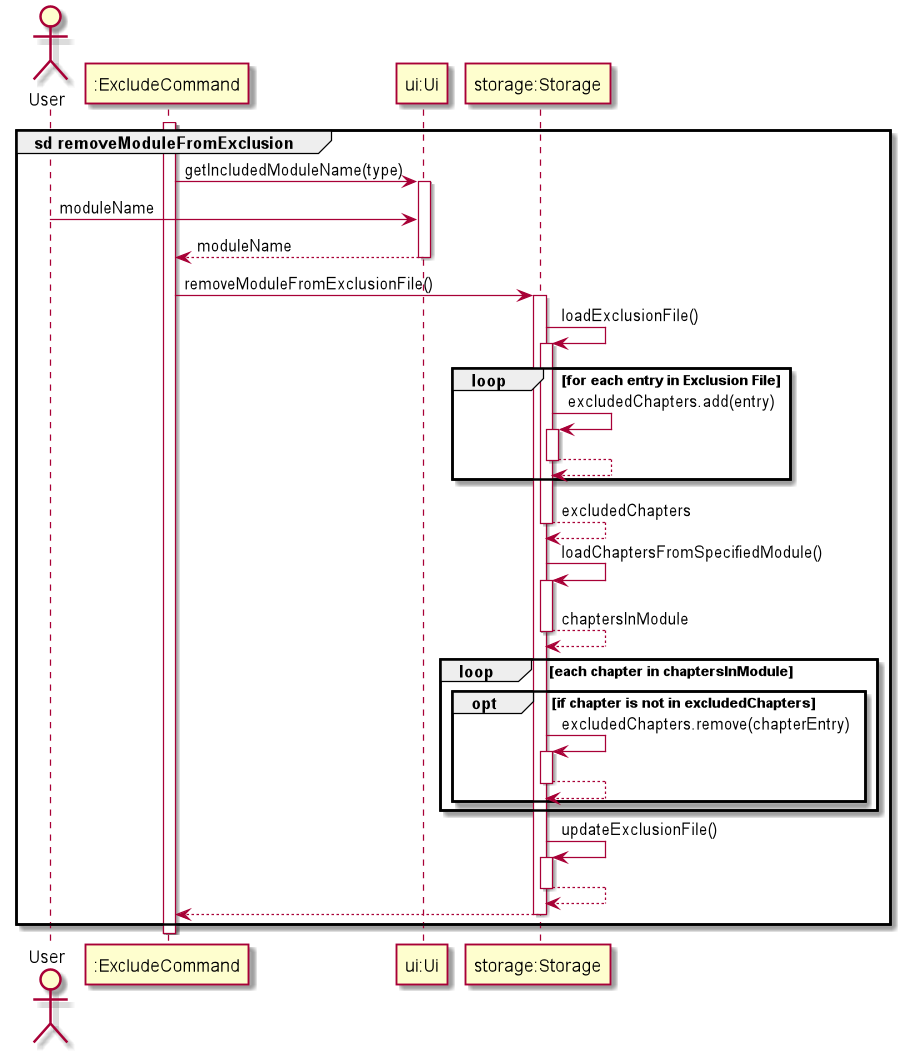 User
:ExcludeCommand
ui:Ui
storage:Storage
sd removeModuleFromExclusion
getIncludedModuleName(type)
moduleName
moduleName
removeModuleFromExclusionFile()
loadExclusionFile()
loop
[for each entry in Exclusion File]
excludedChapters.add(entry)
excludedChapters
loadChaptersFromSpecifiedModule()
chaptersInModule
loop
[each chapter in chaptersInModule]
opt
[if chapter is not in excludedChapters]
excludedChapters.remove(chapterEntry)
updateExclusionFile()
User
:ExcludeCommand
ui:Ui
storage:Storage